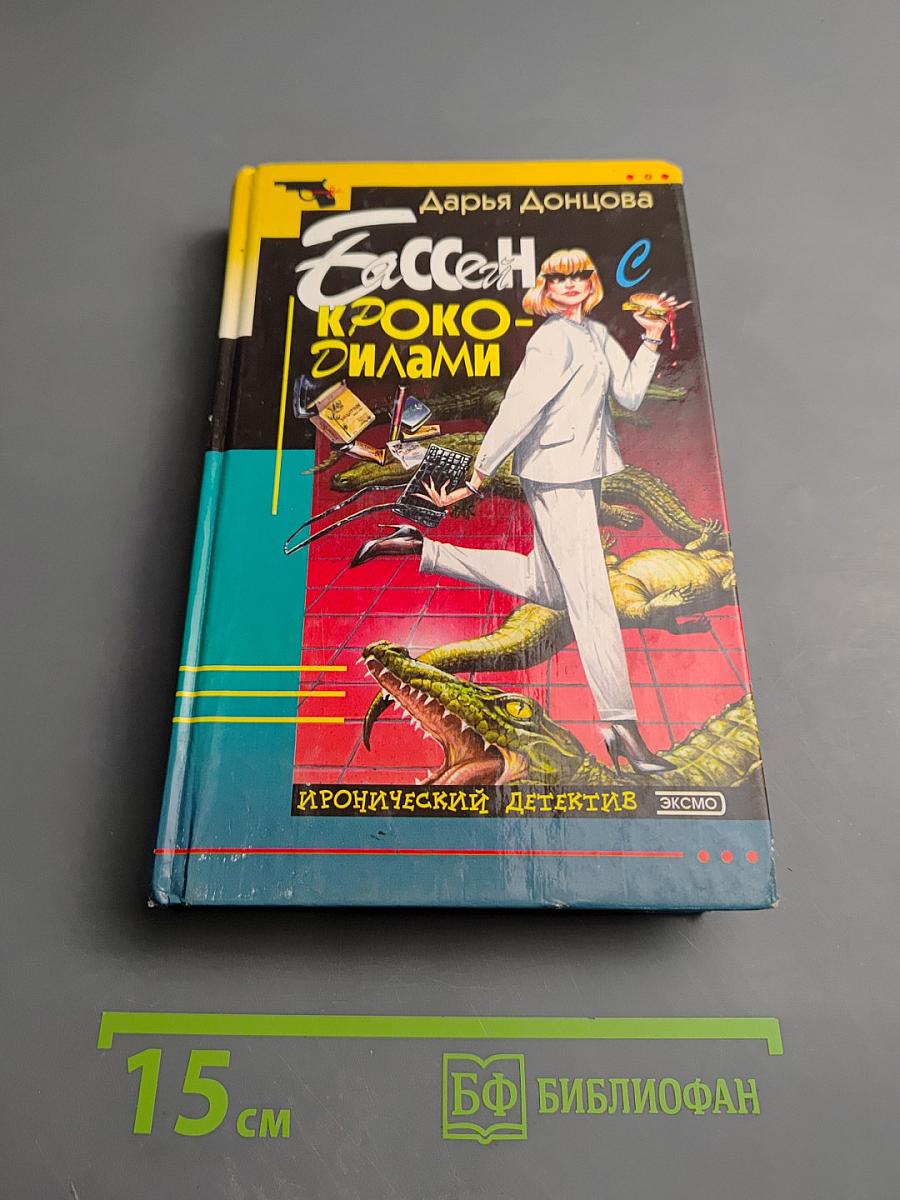 Дарья Донцова
Бассейн с
кроко-
дилами
ИРОНИЧЕСКИЙ ДЕТЕКТИВ ЭКСМО
15 см
БФ БИБЛИОФАН